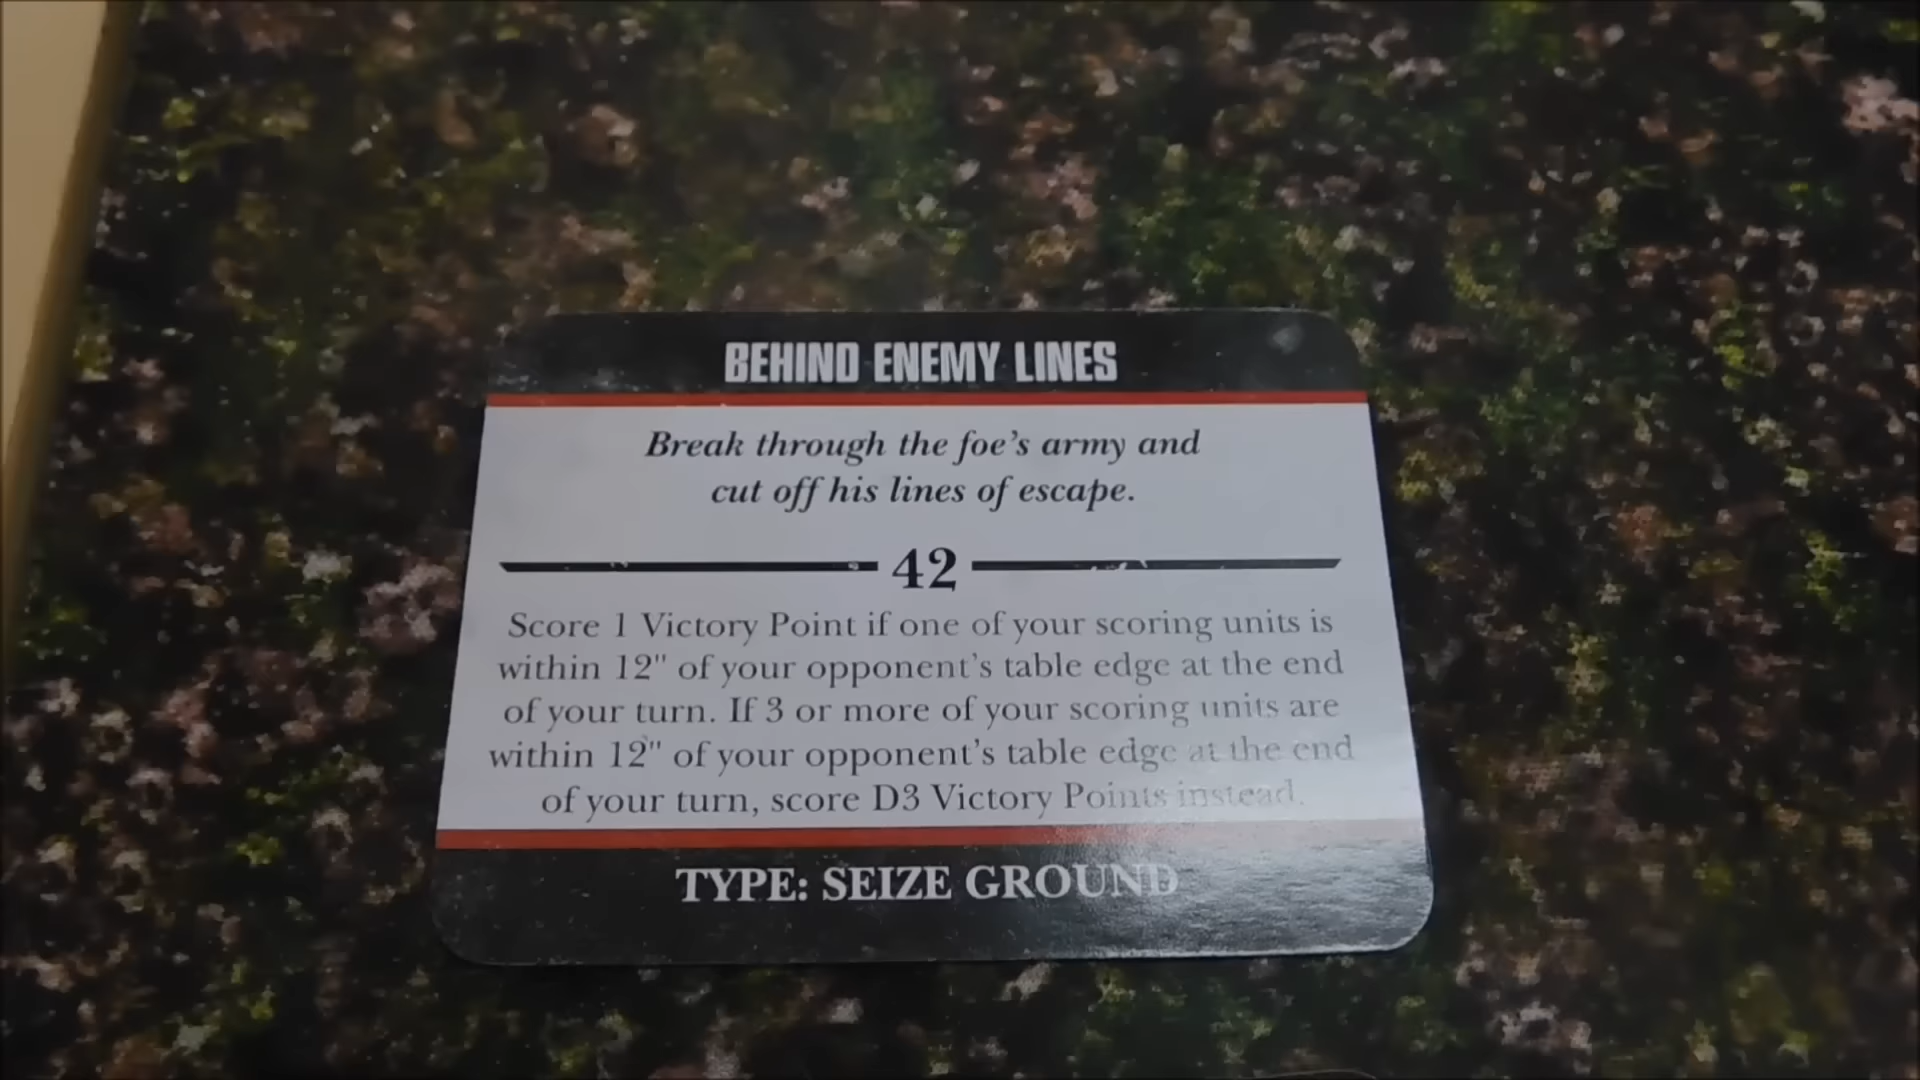 BEHIND ENEMY LINES
Break through the foe's army and
cut off his lines of escape.
42
Score 1 Victory Point if one of your scoring units is
within 12" of your opponent's table edge at the end
of your turn. If 3 or more of your scoring units are
within 12" of your opponent's table edge at the end
of your turn, score D3 Victory Points instead.
TYPE: SEIZE GROUND